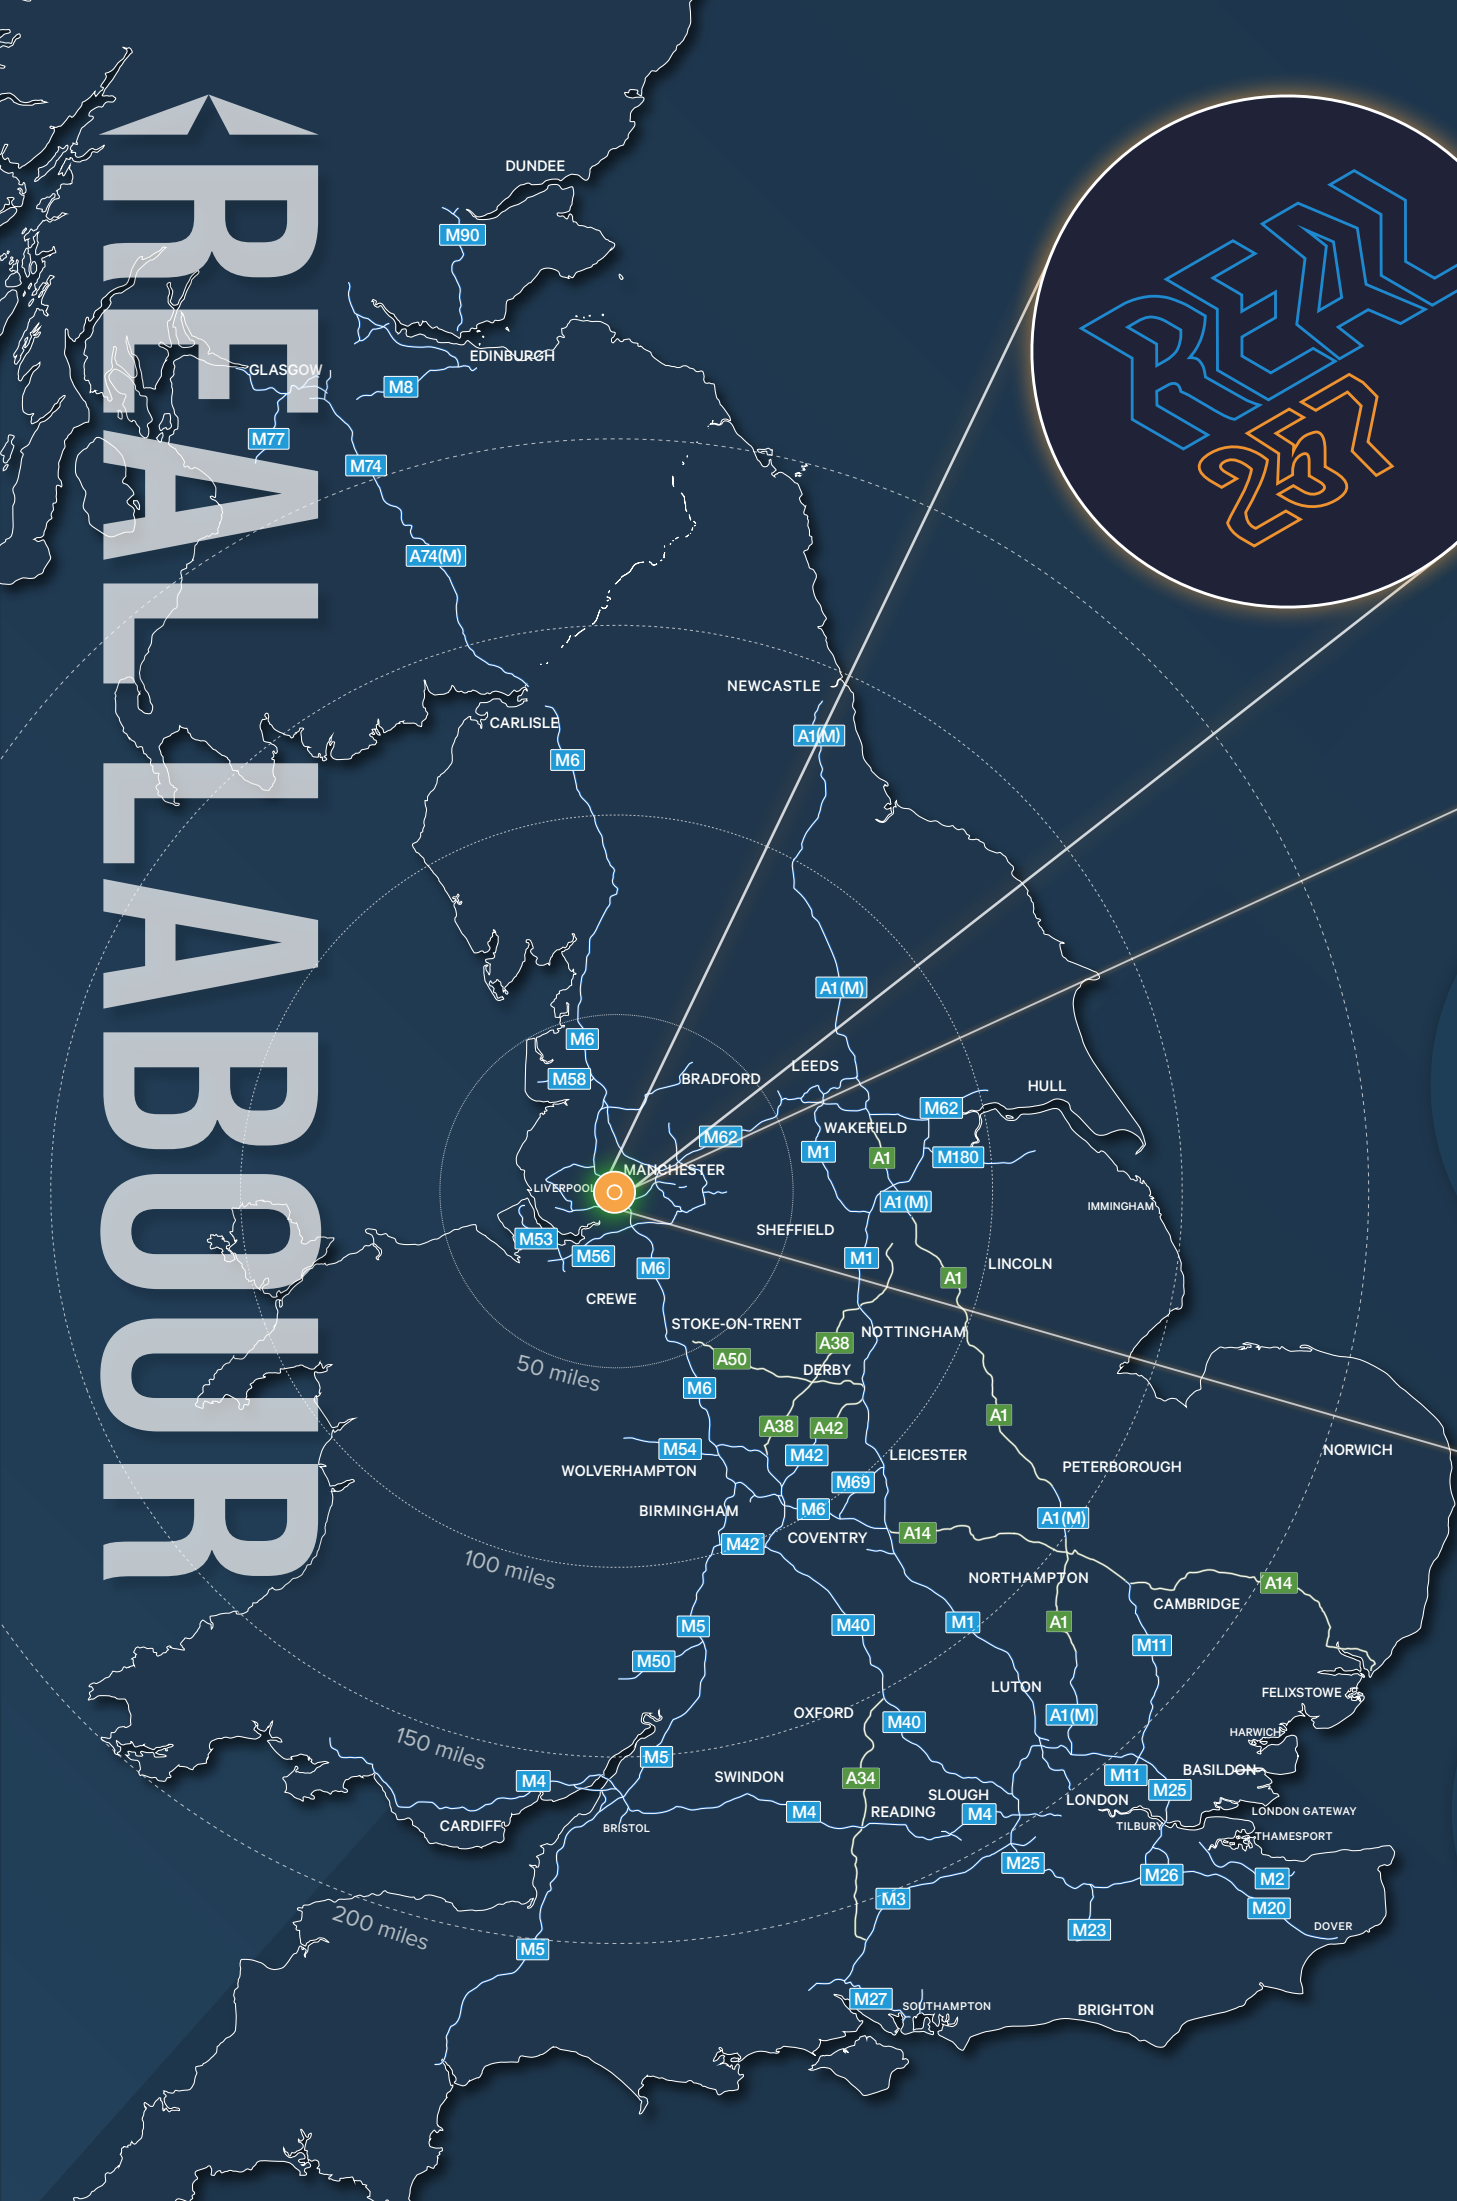 REAL LABOUR
REAL
257
DUNDEE
M90
EDINBURGH
GLASGOW
M8
M77
M74
A74(M)
NEWCASTLE
CARLISLE
A1(M)
M6
A1(M)
M6
M58
LEEDS
BRADFORD
HULL
M62
M62
WAKEFIELD
M1
A1
M180
MANCHESTER
LIVERPOOL
A1(M)
IMMINGHAM
M53
M56
SHEFFIELD
M1
M6
LINCOLN
A1
CREWE
STOKE-ON-TRENT
NOTTINGHAM
A38
A50
DERBY
50 miles
M6
A1
A38
A42
M54
M42
LEICESTER
NORWICH
WOLVERHAMPTON
M69
PETERBOROUGH
BIRMINGHAM
M6
A1(M)
COVENTRY
A14
M42
100 miles
NORTHAMPTON
A14
CAMBRIDGE
M5
M40
M1
A1
M11
M50
LUTON
FELIXSTOWE
OXFORD
M40
A1(M)
HARWICH
150 miles
M5
SWINDON
A34
M11
BASILDON
M4
M25
SLOUGH
LONDON
M4
READING
M4
LONDON GATEWAY
CARDIFF
BRISTOL
TILBURY
THAMESPORT
M25
M26
M2
M3
M20
200 miles
M23
DOVER
M5
M27
SOUTHAMPTON
BRIGHTON